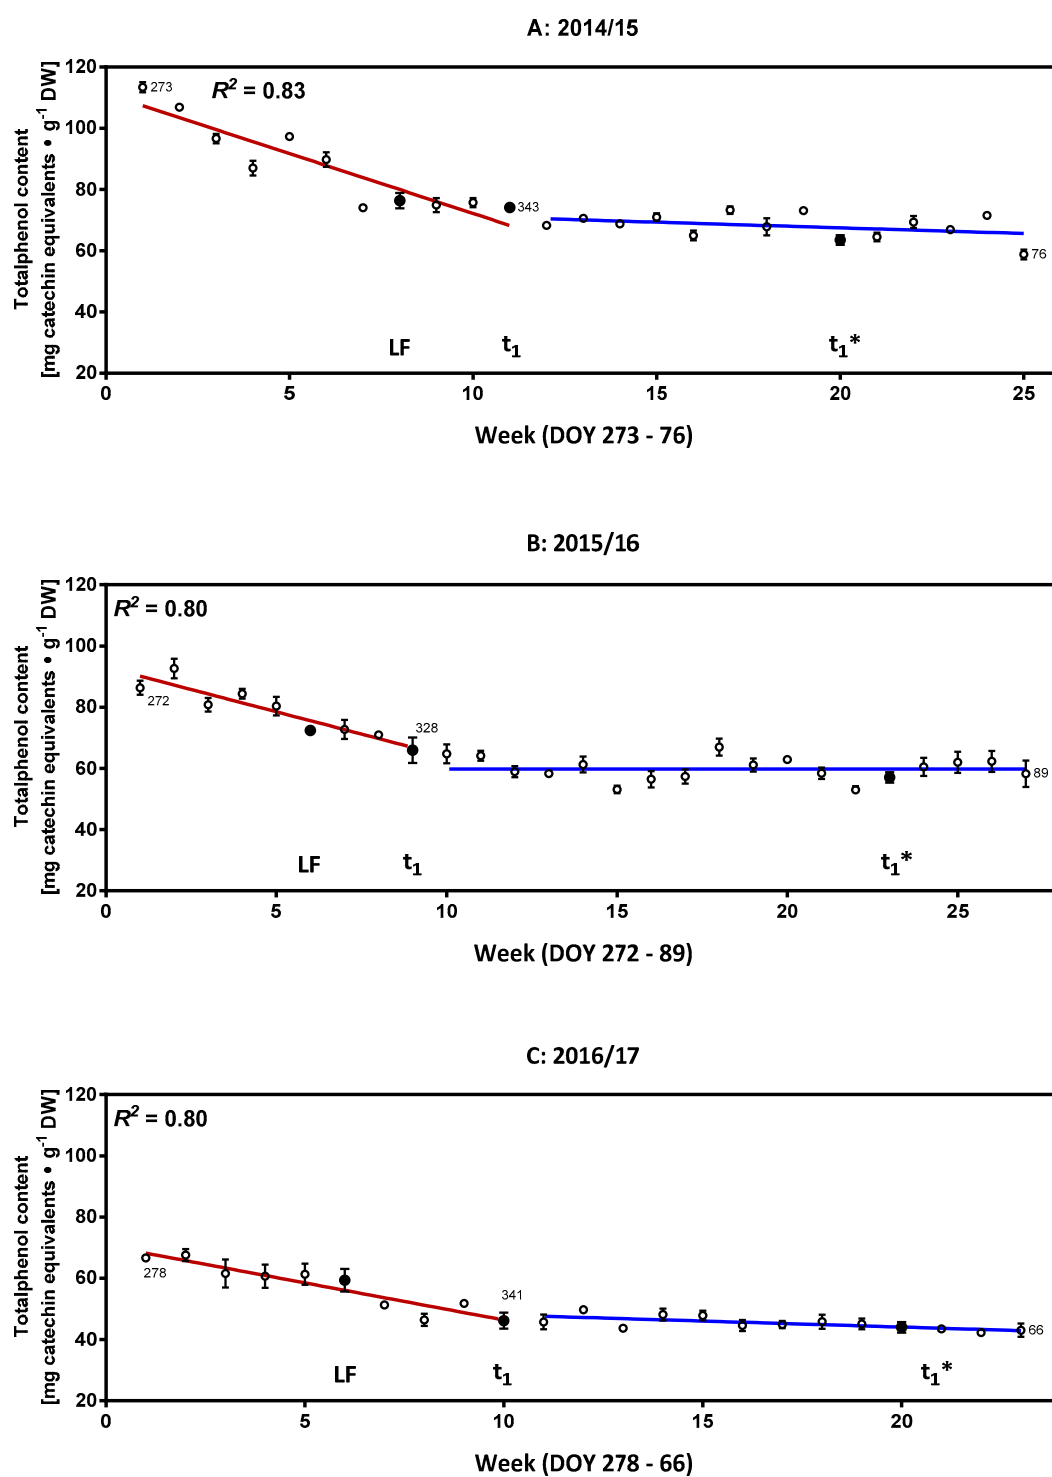 A: 2014/15
Totalphenol content
[mg catechin equivalents • g⁻¹ DW]
120
100
80
60
40
20
R² = 0.83
273
343
76
LF
t₁
t₁*
0
5
10
15
20
25
Week (DOY 273 - 76)
B: 2015/16
Totalphenol content
[mg catechin equivalents • g⁻¹ DW]
120
100
80
60
40
20
R² = 0.80
272
328
89
LF
t₁
t₁*
0
5
10
15
20
25
Week (DOY 272 - 89)
C: 2016/17
Totalphenol content
[mg catechin equivalents • g⁻¹ DW]
120
100
80
60
40
20
R² = 0.80
278
341
66
LF
t₁
t₁*
0
5
10
15
20
Week (DOY 278 - 66)